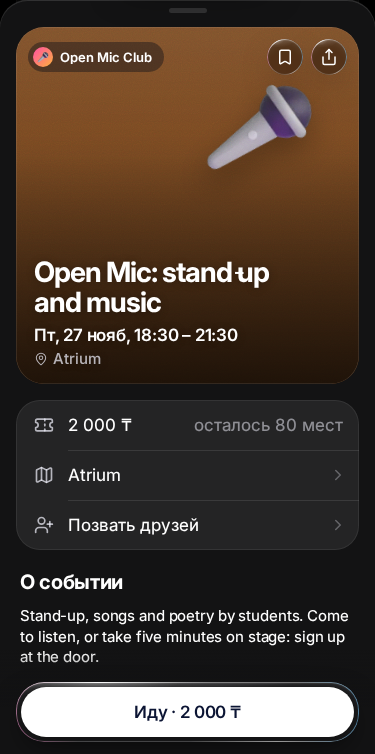 Open Mic Club
Open Mic: stand-up
and music
Пт, 27 нояб, 18:30 – 21:30
Atrium
2 000 ₸
осталось 80 мест
Atrium
Позвать друзей
О событии
Stand-up, songs and poetry by students. Come
to listen, or take five minutes on stage: sign up
at the door.
Иду · 2 000 ₸